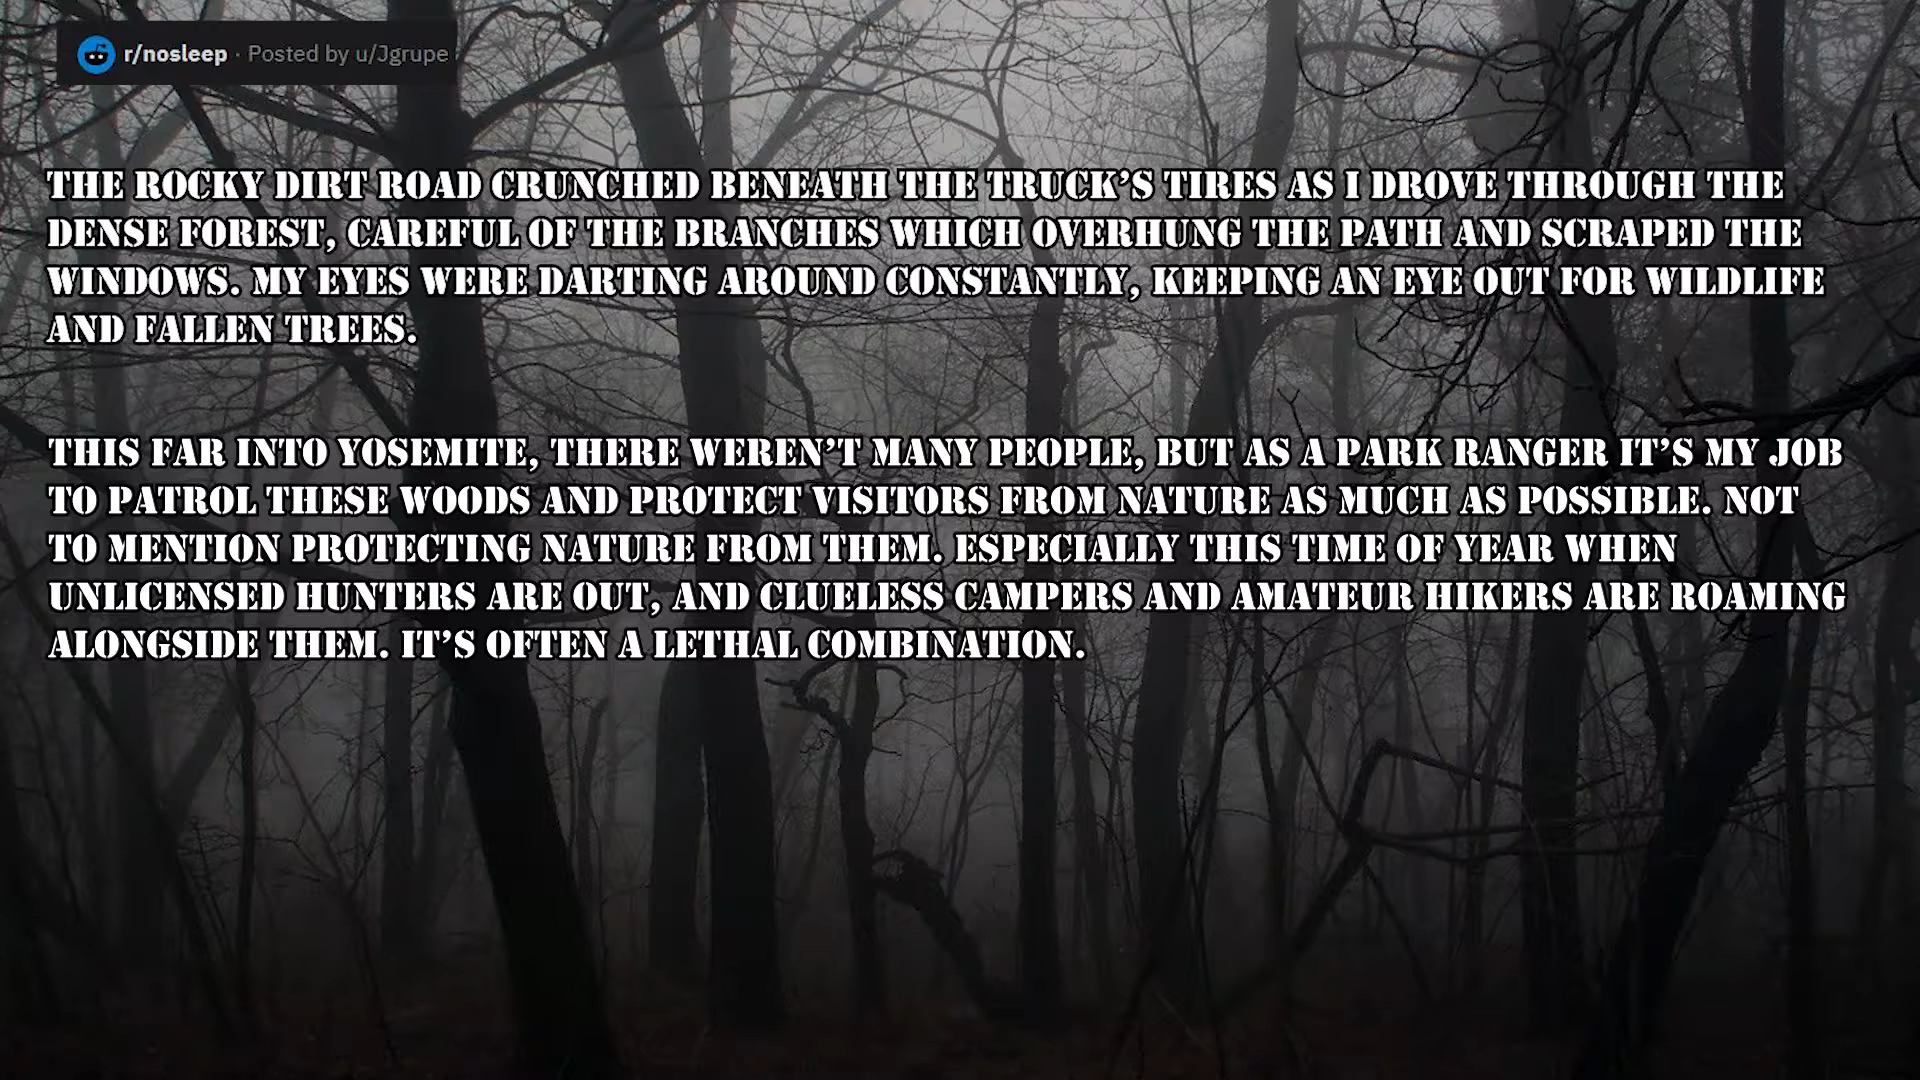 r/nosleep · Posted by u/Jgrupe
THE ROCKY DIRT ROAD CRUNCHED BENEATH THE TRUCK'S TIRES AS I DROVE THROUGH THE
DENSE FOREST, CAREFUL OF THE BRANCHES WHICH OVERHUNG THE PATH AND SCRAPED THE
WINDOWS. MY EYES WERE DARTING AROUND CONSTANTLY, KEEPING AN EYE OUT FOR WILDLIFE
AND FALLEN TREES.
THIS FAR INTO YOSEMITE, THERE WEREN'T MANY PEOPLE, BUT AS A PARK RANGER IT'S MY JOB
TO PATROL THESE WOODS AND PROTECT VISITORS FROM NATURE AS MUCH AS POSSIBLE. NOT
TO MENTION PROTECTING NATURE FROM THEM. ESPECIALLY THIS TIME OF YEAR WHEN
UNLICENSED HUNTERS ARE OUT, AND CLUELESS CAMPERS AND AMATEUR HIKERS ARE ROAMING
ALONGSIDE THEM. IT'S OFTEN A LETHAL COMBINATION.